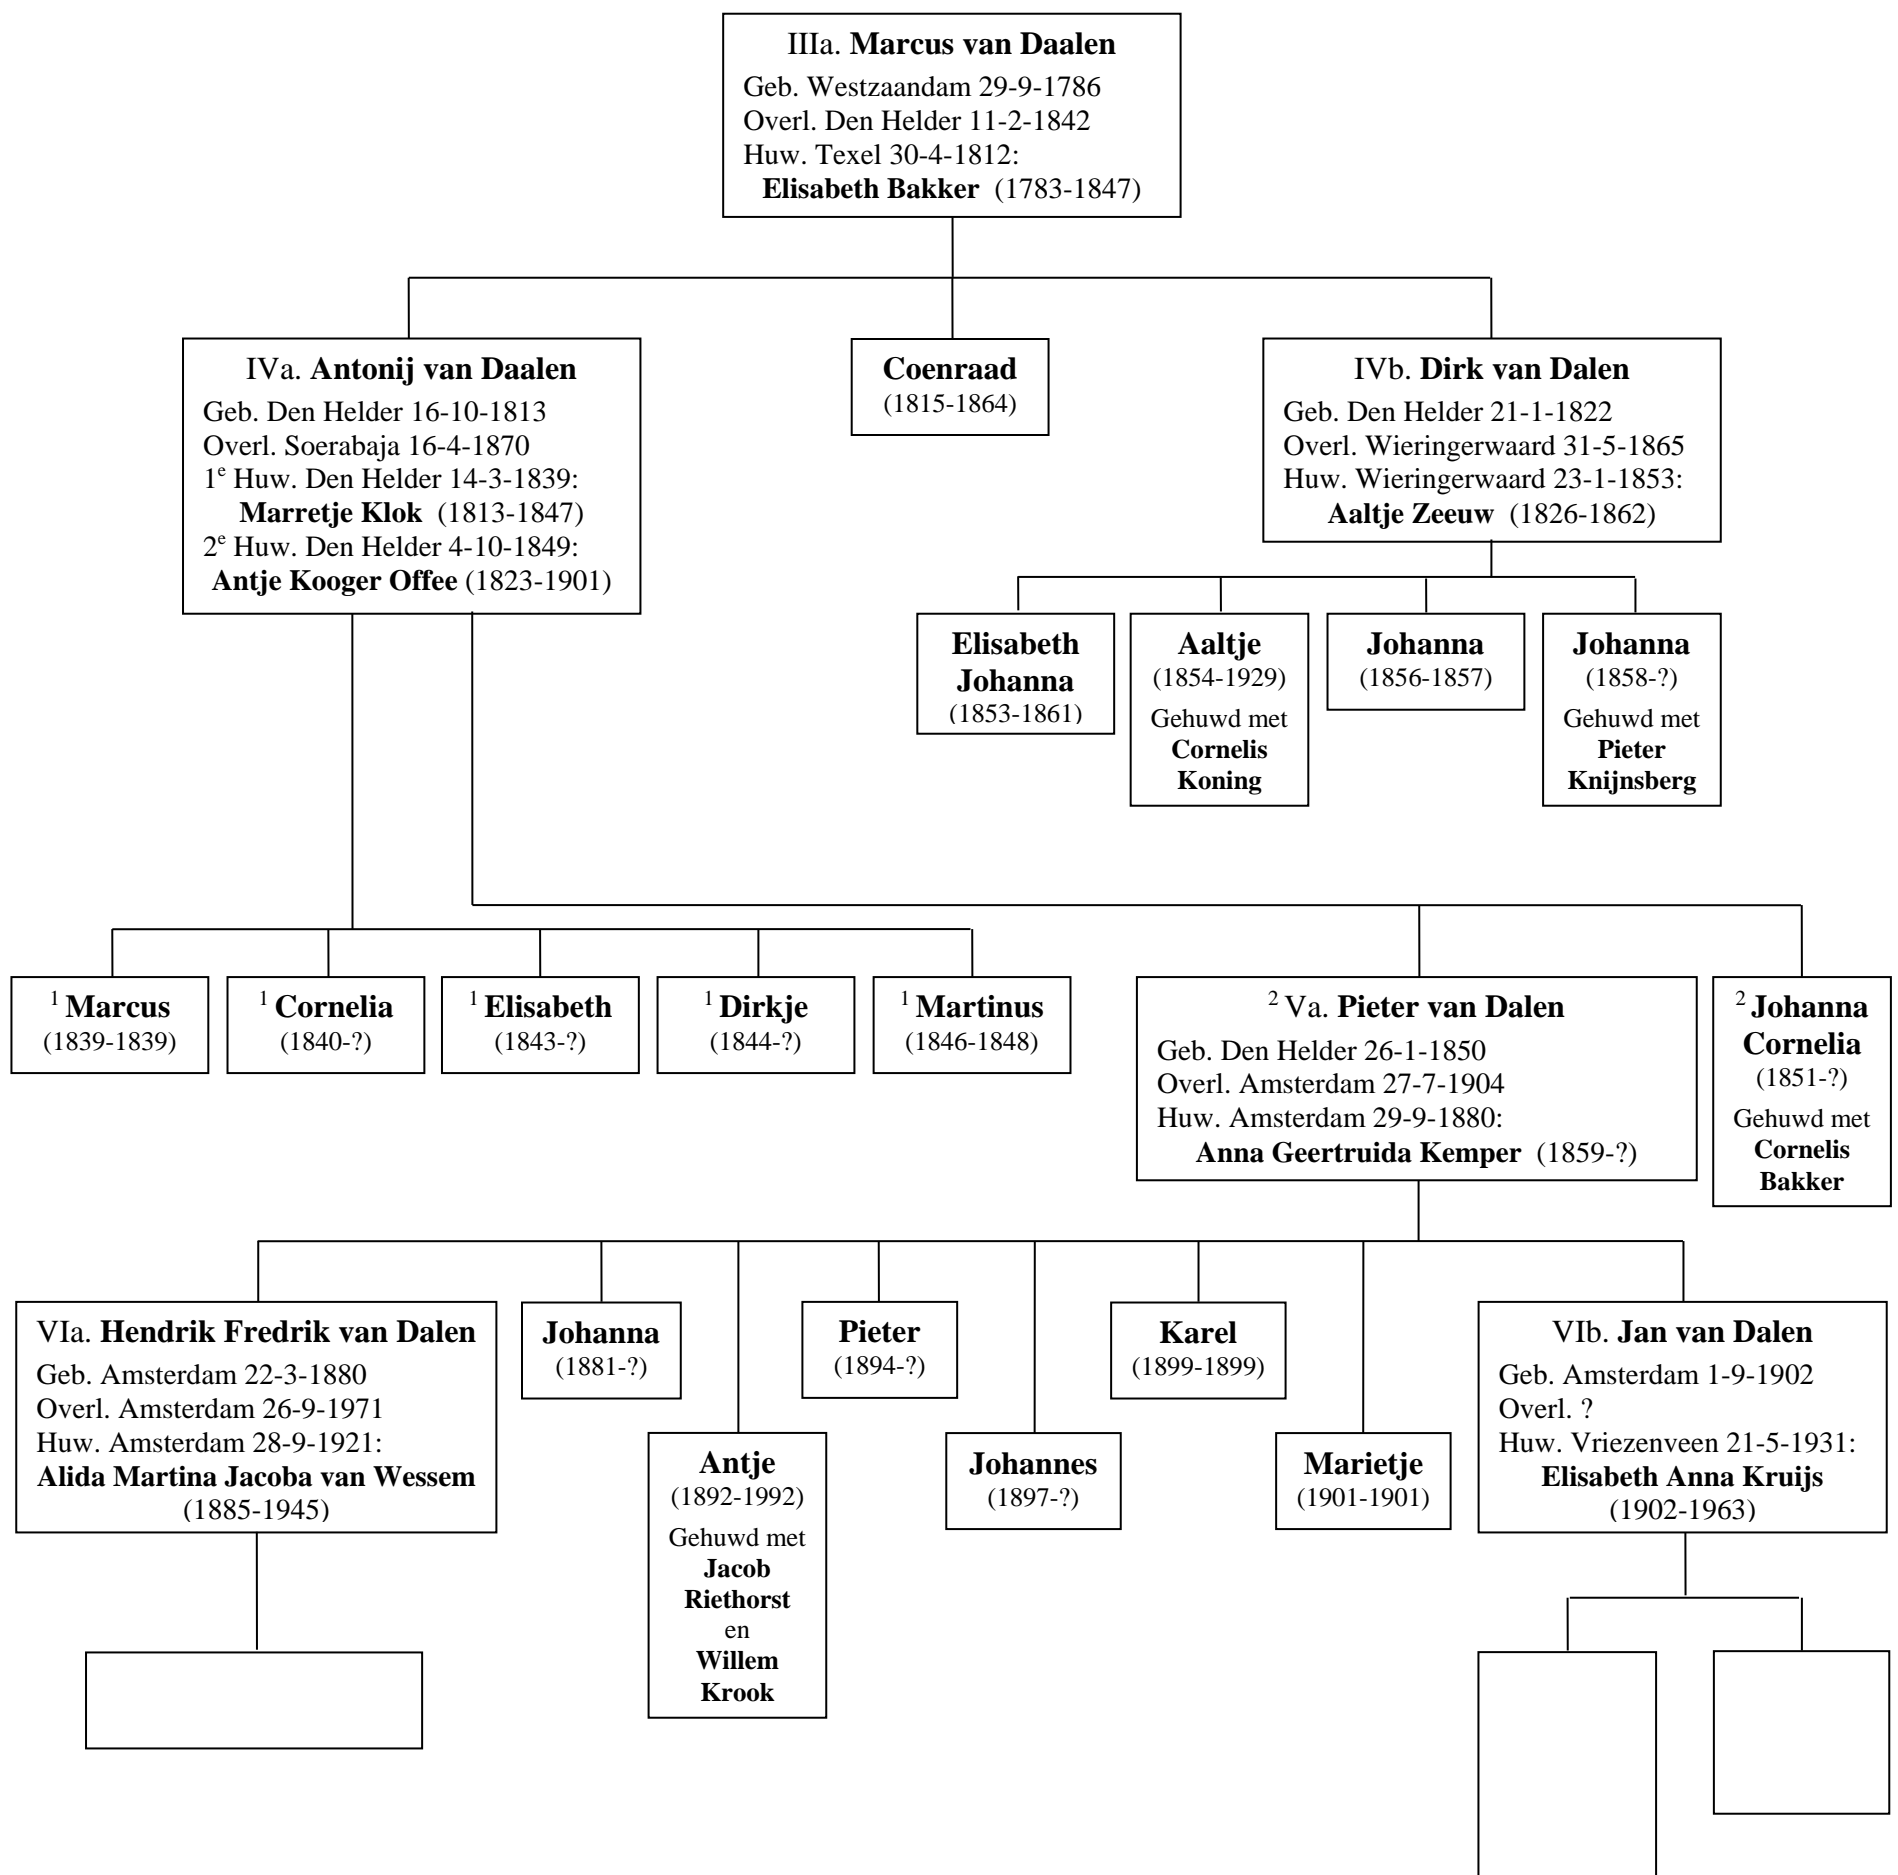 IIIa. Marcus van Daalen
Geb. Westzaandam 29-9-1786
Overl. Den Helder 11-2-1842
Huw. Texel 30-4-1812:
Elisabeth Bakker (1783-1847)
IVa. Antonij van Daalen
Geb. Den Helder 16-10-1813
Overl. Soerabaja 16-4-1870
1e Huw. Den Helder 14-3-1839:
Marretje Klok (1813-1847)
2e Huw. Den Helder 4-10-1849:
Antje Kooger Offee (1823-1901)
Coenraad
(1815-1864)
IVb. Dirk van Dalen
Geb. Den Helder 21-1-1822
Overl. Wieringerwaard 31-5-1865
Huw. Wieringerwaard 23-1-1853:
Aaltje Zeeuw (1826-1862)
Elisabeth
Johanna
(1853-1861)
Aaltje
(1854-1929)
Gehuwd met
Cornelis
Koning
Johanna
(1856-1857)
Johanna
(1858-?)
Gehuwd met
Pieter
Knijnsberg
1 Marcus
(1839-1839)
1 Cornelia
(1840-?)
1 Elisabeth
(1843-?)
1 Dirkje
(1844-?)
1 Martinus
(1846-1848)
2 Va. Pieter van Dalen
Geb. Den Helder 26-1-1850
Overl. Amsterdam 27-7-1904
Huw. Amsterdam 29-9-1880:
Anna Geertruida Kemper (1859-?)
2 Johanna
Cornelia
(1851-?)
Gehuwd met
Cornelis
Bakker
VIa. Hendrik Fredrik van Dalen
Geb. Amsterdam 22-3-1880
Overl. Amsterdam 26-9-1971
Huw. Amsterdam 28-9-1921:
Alida Martina Jacoba van Wessem
(1885-1945)
Johanna
(1881-?)
Antje
(1892-1992)
Gehuwd met
Jacob
Riethorst
en
Willem
Krook
Pieter
(1894-?)
Johannes
(1897-?)
Karel
(1899-1899)
Marietje
(1901-1901)
VIb. Jan van Dalen
Geb. Amsterdam 1-9-1902
Overl. ?
Huw. Vriezenveen 21-5-1931:
Elisabeth Anna Kruijs
(1902-1963)